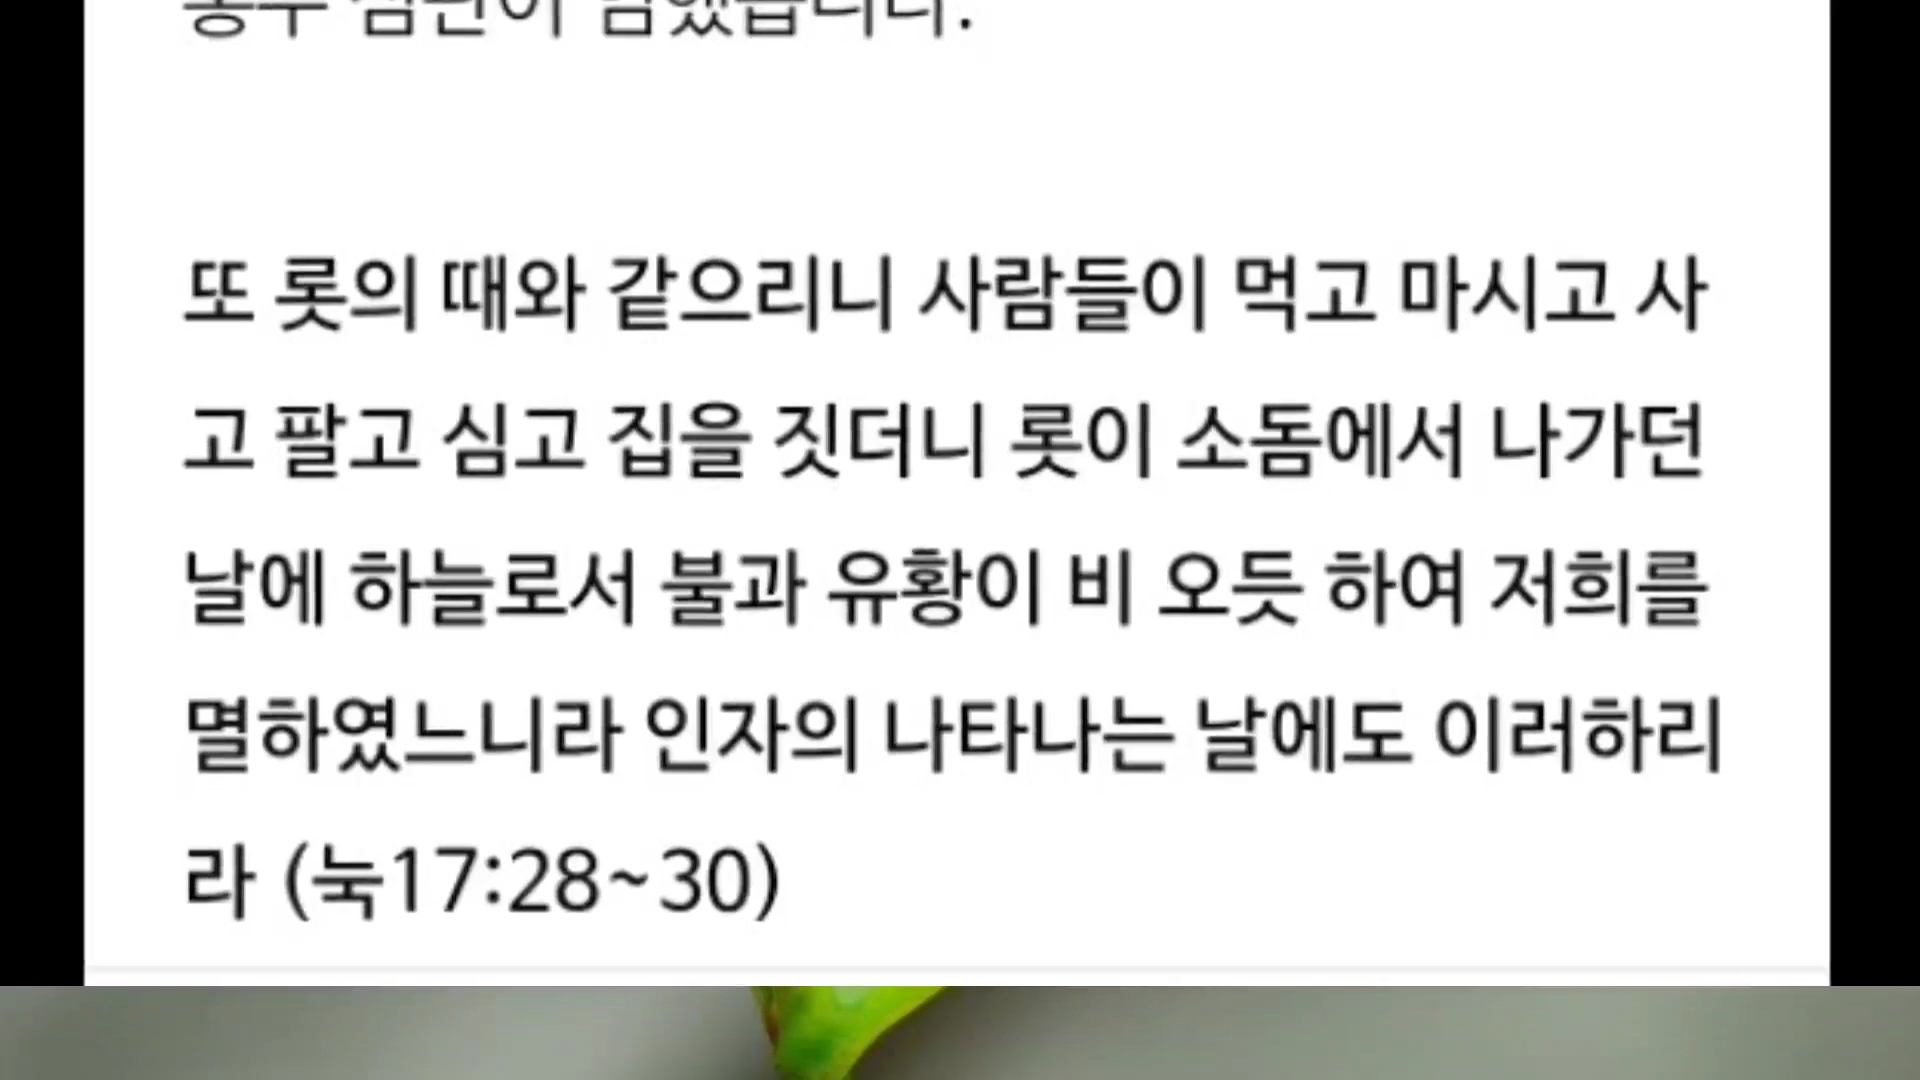 또 롯의 때와 같으리니 사람들이 먹고 마시고 사
고 팔고 심고 집을 짓더니 롯이 소돔에서 나가던
날에 하늘로서 불과 유황이 비 오듯 하여 저희를
멸하였느니라 인자의 나타나는 날에도 이러하리
라 (눅17:28~30)